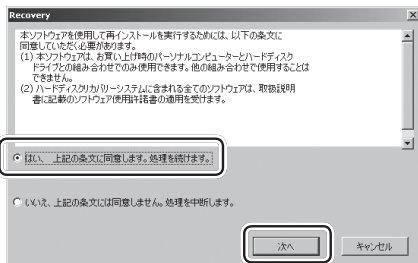 Recovery
本ソフトウェアを使用して再インストールを実行するためには、以下の条文に
同意していただく必要があります。
(1) 本ソフトウェアは、お買い上げ時のパーソナルコンピューターとハードディスク
ドライブとの組み合わせでのみ使用できます。他の組み合わせで使用することは
できません。
(2) ハードディスクリカバリーシステムに含まれる全てのソフトウェアは、取扱説明
書に記載のソフトウェア使用許諾書の適用を受けます。
はい、上記の条文に同意します。処理を続けます。
いいえ、上記の条文には同意しません。処理を中断します。
次へ
キャンセル